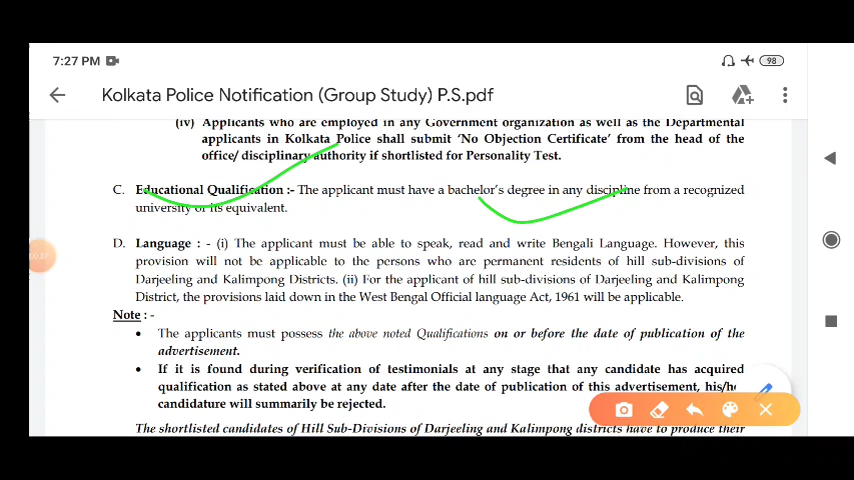 7:27 PM 98
Kolkata Police Notification (Group Study) P.S.pdf
(iv) Applicants who are employed in any Government organization as well as the Departmental
applicants in Kolkata Police shall submit 'No Objection Certificate' from the head of the
office/ disciplinary authority if shortlisted for Personality Test.
C. Educational Qualification :- The applicant must have a bachelor's degree in any discipline from a recognized
university or its equivalent.
D. Language : - (i) The applicant must be able to speak, read and write Bengali Language. However, this
provision will not be applicable to the persons who are permanent residents of hill sub-divisions of
Darjeeling and Kalimpong Districts. (ii) For the applicant of hill sub-divisions of Darjeeling and Kalimpong
District, the provisions laid down in the West Bengal Official language Act, 1961 will be applicable.
Note : -
• The applicants must possess the above noted Qualifications on or before the date of publication of the
advertisement.
• If it is found during verification of testimonials at any stage that any candidate has acquired
qualification as stated above at any date after the date of publication of this advertisement, his/he
candidature will summarily be rejected.
The shortlisted candidates of Hill Sub-Divisions of Darjeeling and Kalimpong districts have to produce their